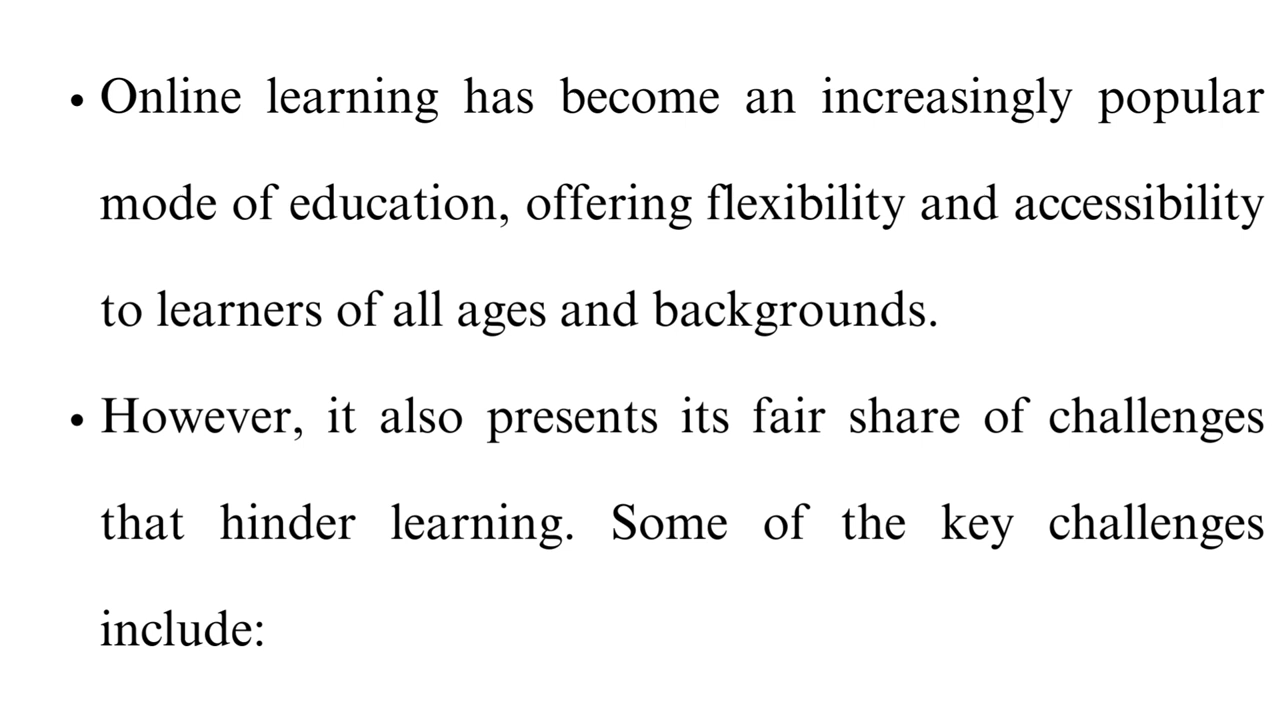 • Online learning has become an increasingly popular
mode of education, offering flexibility and accessibility
to learners of all ages and backgrounds.
• However, it also presents its fair share of challenges
that hinder learning. Some of the key challenges
include: